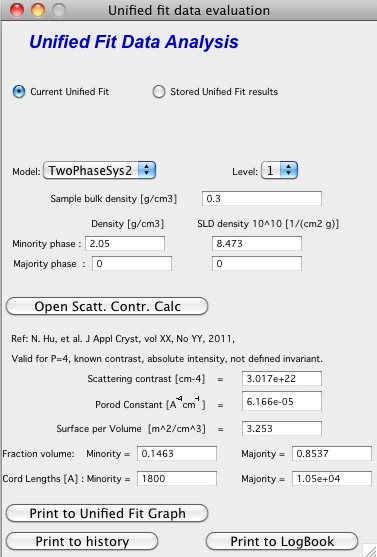 Unified fit data evaluation
Unified Fit Data Analysis
Current Unified Fit Stored Unified Fit results
Model: TwoPhaseSys2 Level: 1
Sample bulk density [g/cm3] 0.3
Density [g/cm3] SLD density 10^10 [1/(cm2 g)]
Minority phase : 2.05 8.473
Majority phase : 0 0
Open Scatt. Contr. Calc
Ref: N. Hu, et al. J Appl Cryst, vol XX, No YY, 2011,
Valid for P=4, known contrast, absolute intensity, not defined invariant.
Scattering contrast [cm-4] = 3.017e+22
Porod Constant [A^-4 cm^-1] = 6.166e-05
Surface per Volume [m^2/cm^3] = 3.253
Fraction volume: Minority = 0.1463 Majority = 0.8537
Cord Lengths [A] : Minority = 1800 Majority = 1.05e+04
Print to Unified Fit Graph
Print to history Print to LogBook